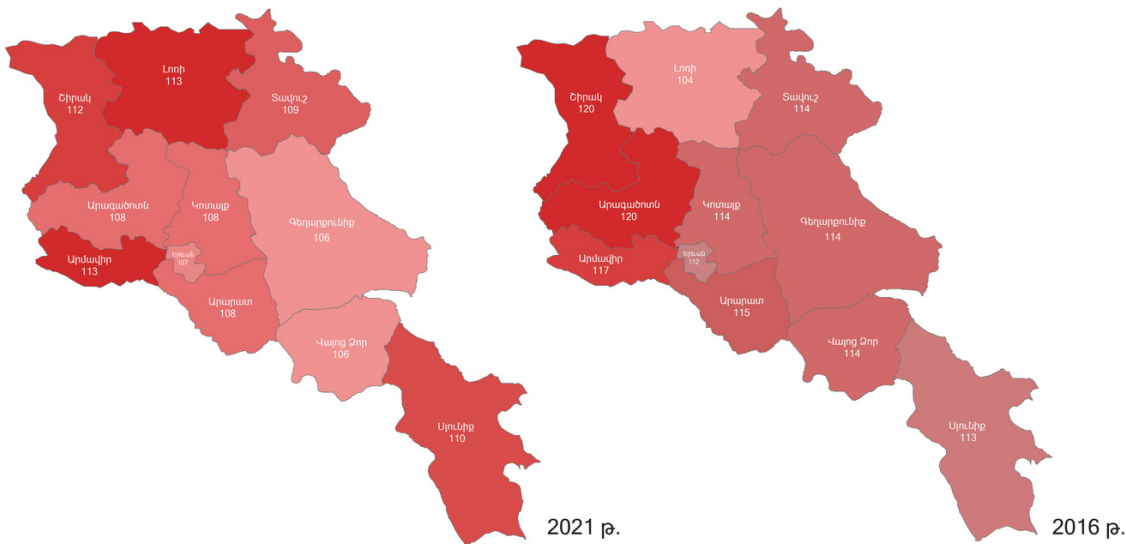 Լոռի
113
Շիրակ
112
Տավուշ
109
Արագածոտն
108
Կոտայք
108
Գեղարքունիք
106
Երևան
107
Արմավիր
113
Արարատ
108
Վայոց Ձոր
106
Սյունիք
110
2021 թ.
Լոռի
104
Շիրակ
120
Տավուշ
114
Արագածոտն
120
Կոտայք
114
Գեղարքունիք
114
Երևան
112
Արմավիր
117
Արարատ
115
Վայոց Ձոր
114
Սյունիք
113
2016 թ.